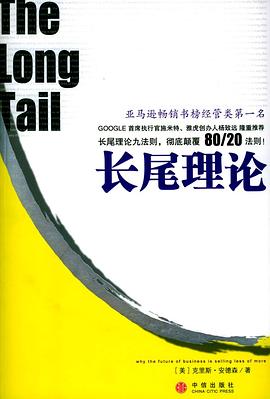 The
Long
Tail
亚马逊畅销书榜经管类第一名
GOOGLE 首席执行官施米特、雅虎创办人杨致远 隆重推荐
长尾理论九法则，彻底颠覆 80/20 法则！
长尾理论
why the future of business is selling less of more
［美］克里斯·安德森／著
中信出版社
CHINA CITIC PRESS